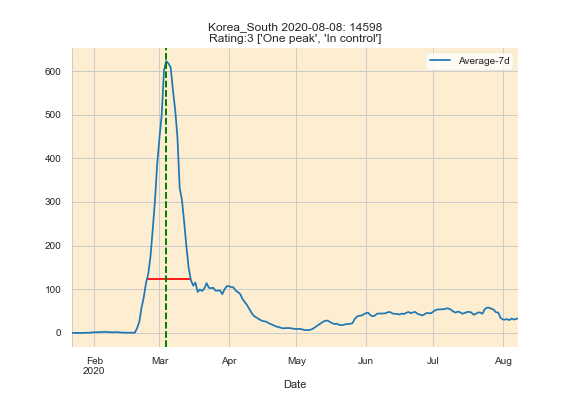 Korea_South 2020-08-08: 14598
Rating:3 ['One peak', 'In control']
Average-7d
600
500
400
300
200
100
0
Feb Mar Apr May Jun Jul Aug
2020
Date